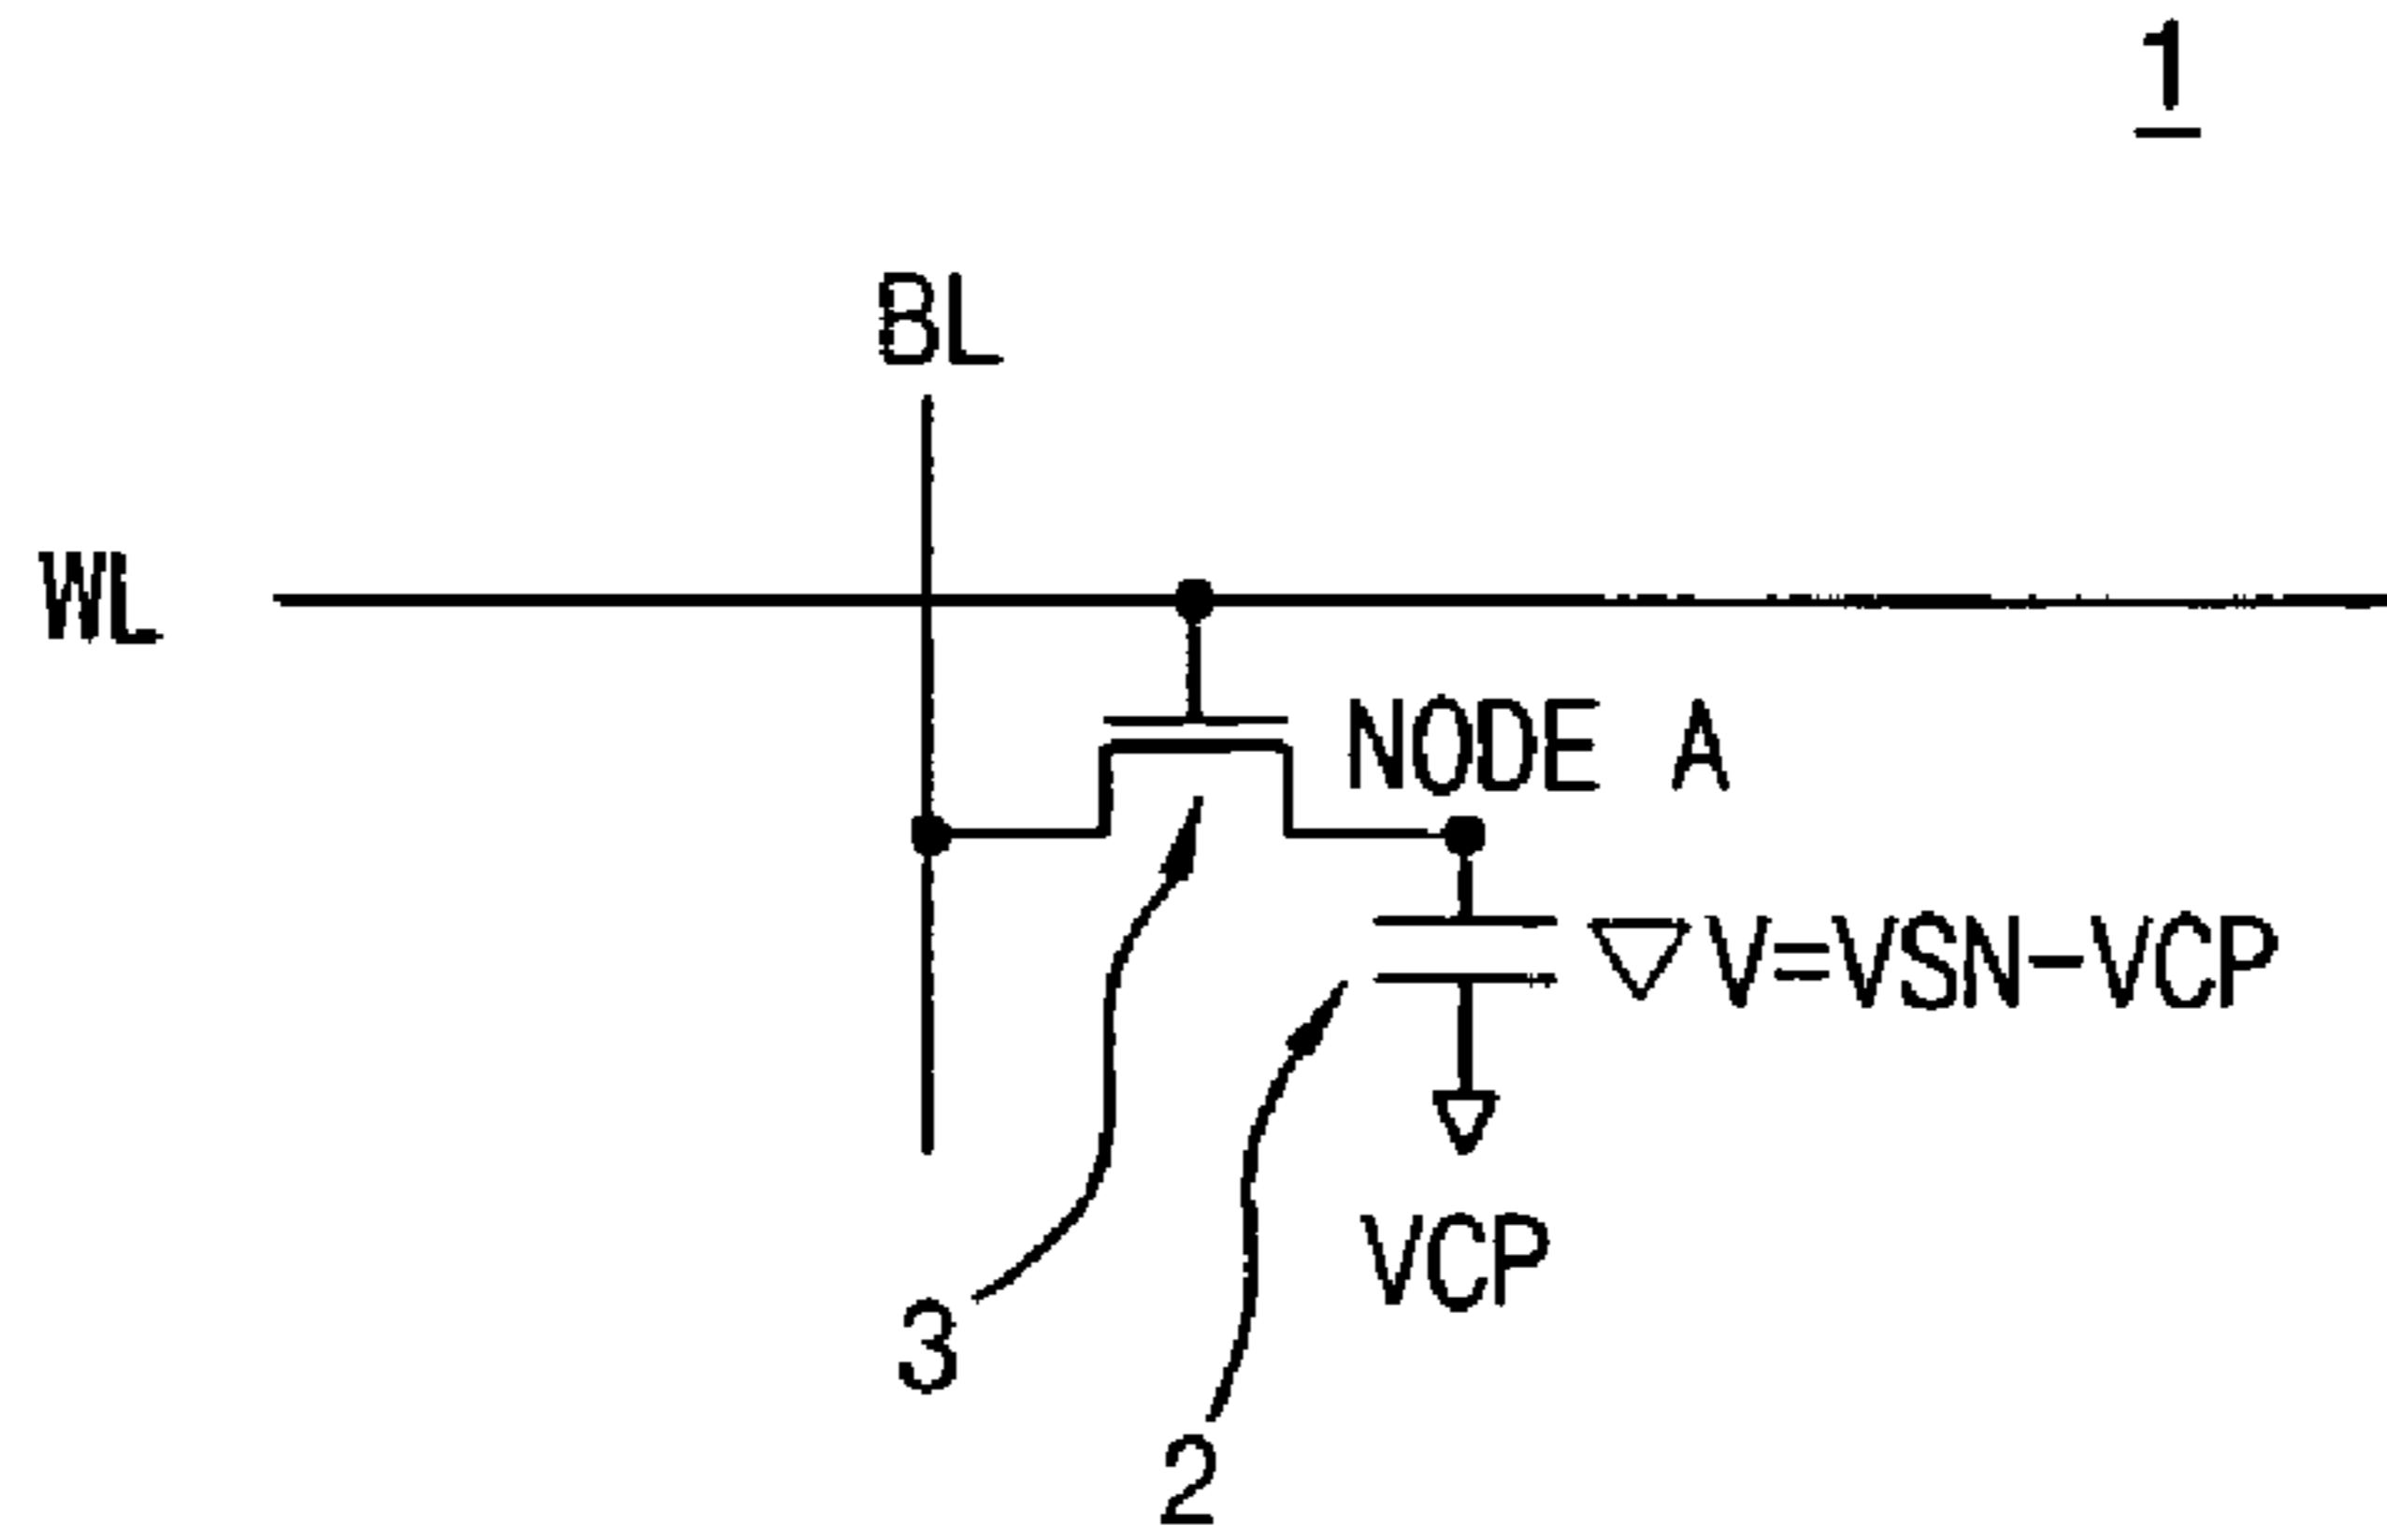 1
BL
WL
NODE A
▽V=VSN-VCP
VCP
3
2